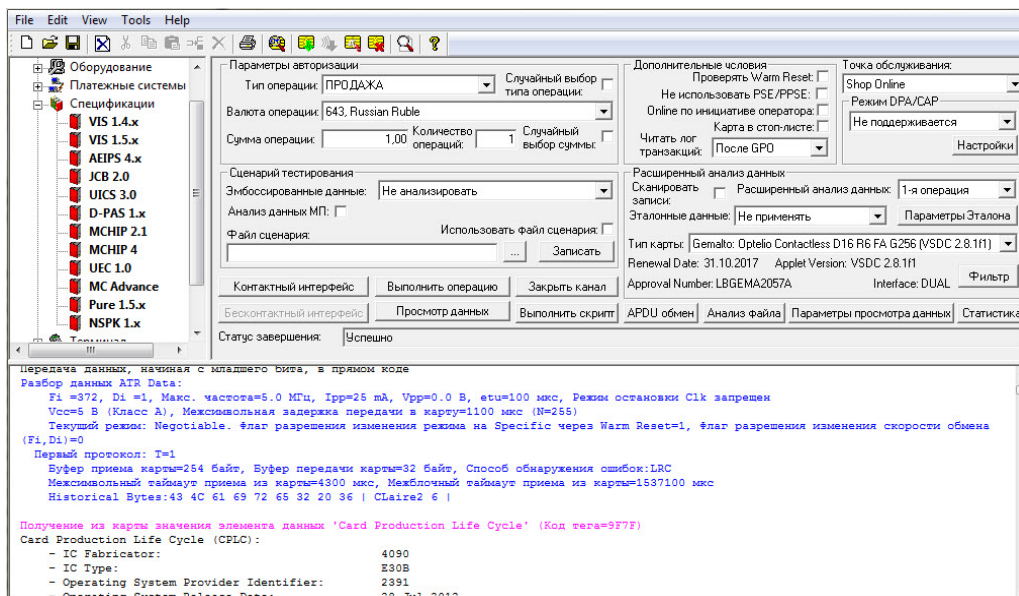 File Edit View Tools Help
Оборудование
Платежные системы
Спецификации
VIS 1.4.x
VIS 1.5.x
AEIPS 4.x
JCB 2.0
UICS 3.0
D-PAS 1.x
MCHIP 2.1
MCHIP 4
UEC 1.0
MC Advance
Pure 1.5.x
NSPK 1.x
Терминал
Параметры авторизации
Тип операции: ПРОДАЖА
Случайный выбор типа операции:
Валюта операции: 643, Russian Ruble
Сумма операции: 1,00 Количество операций: 1 Случайный выбор суммы:
Дополнительные условия
Проверять Warm Reset:
Не использовать PSE/PPSE:
Online по инициативе оператора:
Карта в стоп-листе:
Читать лог транзакций: После GPO
Точка обслуживания:
Shop Online
Режим DPA/CAP
Не поддерживается
Настройки
Сценарий тестирования
Эмбоссированные данные: Не анализировать
Анализ данных МП:
Использовать файл сценария:
Файл сценария:
... Записать
Расширенный анализ данных
Сканировать записи: Расширенный анализ данных: 1-я операция
Эталонные данные: Не применять Параметры Эталона
Тип карты: Gemalto: Optelio Contactless D16 R6 FA G256 (VSDC 2.8.1f1)
Renewal Date: 31.10.2017 Applet Version: VSDC 2.8.1f1
Approval Number: LBGEMA2057A Interface: DUAL Фильтр
Контактный интерфейс Выполнить операцию Закрыть канал
Бесконтактный интерфейс Просмотр данных Выполнить скрипт APDU обмен Анализ файла Параметры просмотра данных Статистика
Статус завершения: Успешно
Передача данных, начиная с младшего бита, в прямом коде
Разбор данных ATR Data:
Fi =372, Di =1, Макс. частота=5.0 МГц, Ipp=25 mA, Vpp=0.0 В, etu=100 мкс, Режим остановки Clk запрещен
Vcc=5 В (Класс A), Межсимвольная задержка передачи в карту=1100 мкс (N=255)
Текущий режим: Negotiable. Флаг разрешения изменения режима на Specific через Warm Reset=1, Флаг разрешения изменения скорости обмена
(Fi,Di)=0
Первый протокол: T=1
Буфер приема карты=254 байт, Буфер передачи карты=32 байт, Способ обнаружения ошибок:LRC
Межсимвольный таймаут приема из карты=4300 мкс, Межблочный таймаут приема из карты=1537100 мкс
Historical Bytes:43 4C 61 69 72 65 32 20 36 | CLaire2 6 |
Получение из карты значения элемента данных 'Card Production Life Cycle' (Код тега=9F7F)
Card Production Life Cycle (CPLC):
- IC Fabricator: 4090
- IC Type: E30B
- Operating System Provider Identifier: 2391
- Operating System Release Date: 28 Jul 2012